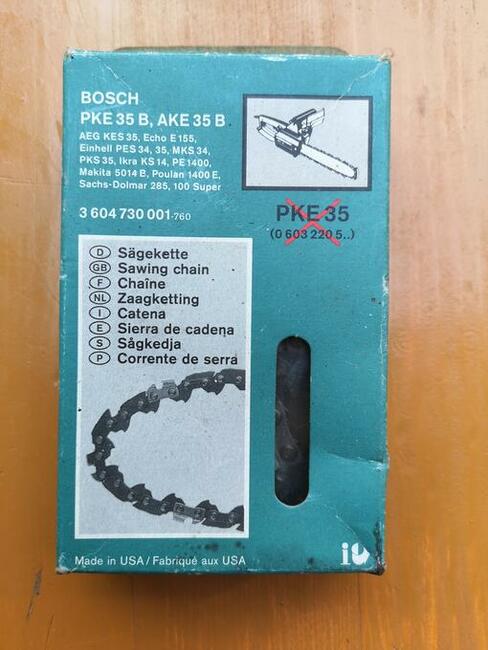 BOSCH
PKE 35 B, AKE 35 B
AEG KES 35, Echo E 155,
Einhell PES 34, 35, MKS 34,
PKS 35, Ikra KS 14, PE 1400,
Makita 5014 B, Poulan 1400 E,
Sachs-Dolmar 285, 100 Super
3 604 730 001-760
PKE 35
(0 603 220 5..)
D Sägekette
GB Sawing chain
F Chaîne
NL Zaagketting
I Catena
E Sierra de cadena
S Sågkedja
P Corrente de serra
Made in USA / Fabriqué aux USA